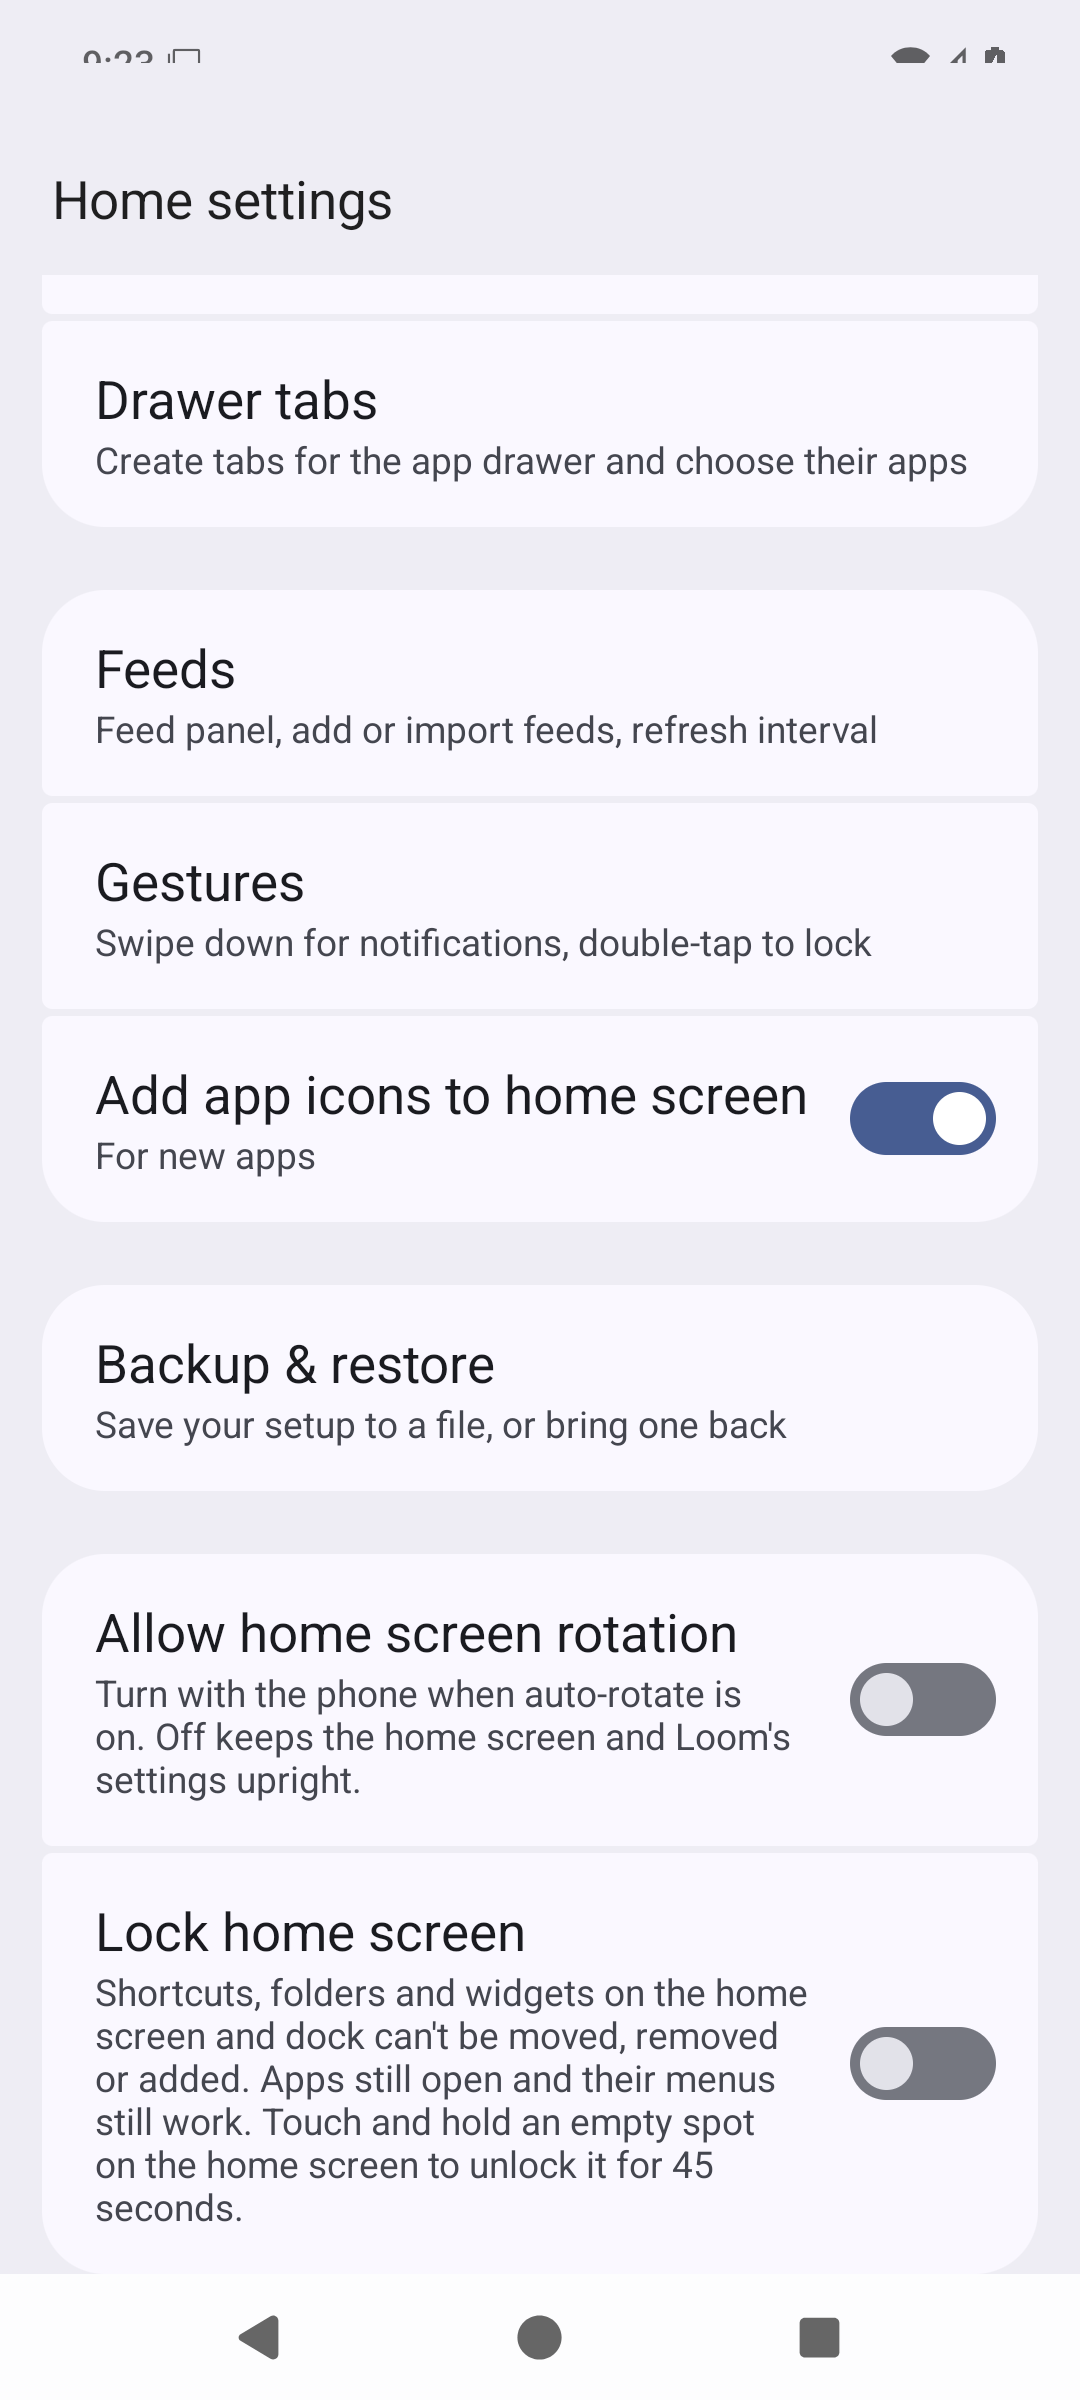 9:23
Home settings
Drawer tabs
Create tabs for the app drawer and choose their apps
Feeds
Feed panel, add or import feeds, refresh interval
Gestures
Swipe down for notifications, double-tap to lock
Add app icons to home screen
For new apps
Backup & restore
Save your setup to a file, or bring one back
Allow home screen rotation
Turn with the phone when auto-rotate is
on. Off keeps the home screen and Loom's
settings upright.
Lock home screen
Shortcuts, folders and widgets on the home
screen and dock can't be moved, removed
or added. Apps still open and their menus
still work. Touch and hold an empty spot
on the home screen to unlock it for 45
seconds.